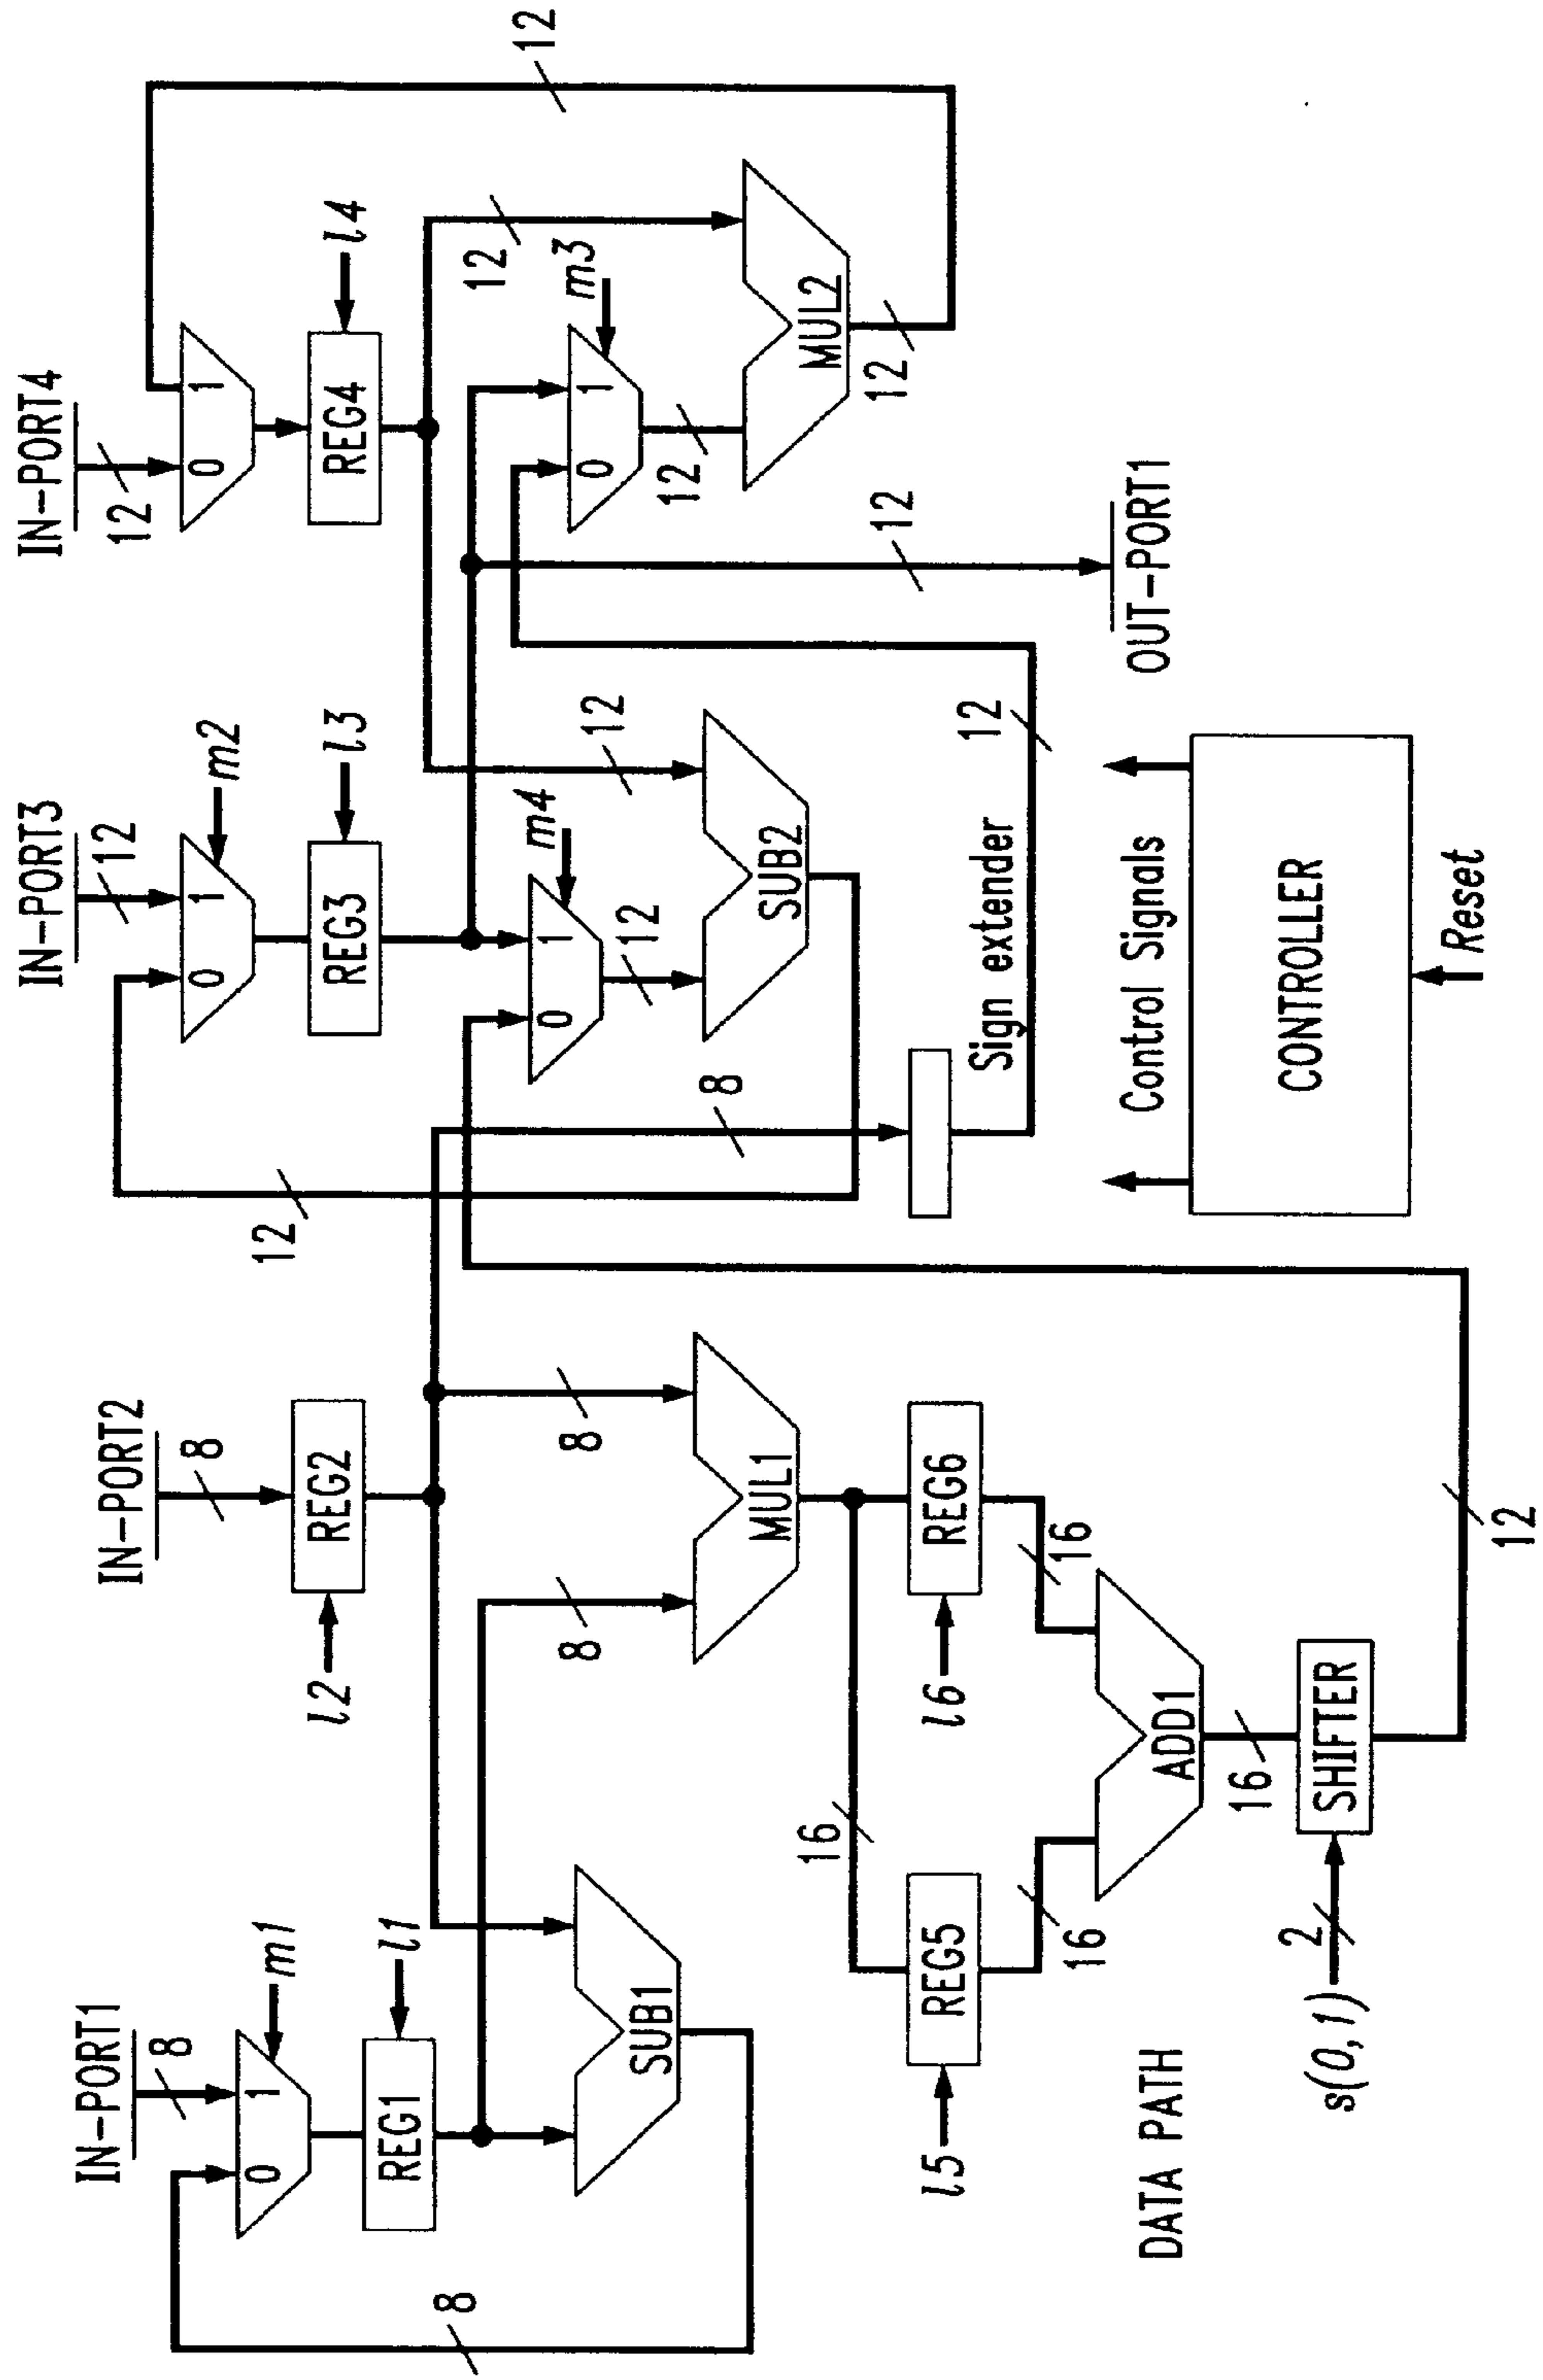 IN-PORT1
8
0 1
m1
REG1
l1
8
SUB1
IN-PORT2
8
l2
REG2
8
8
MUL1
16
l5
REG5
l6
REG6
16
16
ADD1
16
s(0,1)
2
SHIFTER
12
DATA PATH
IN-PORT3
12
0 1
m2
REG3
l3
12
m4
0 1
12
12
SUB2
8
Sign extender
12
IN-PORT4
12
0 1
12
REG4
l4
12
m3
0 1
12
MUL2
12
12
OUT-PORT1
Control Signals
CONTROLLER
Reset